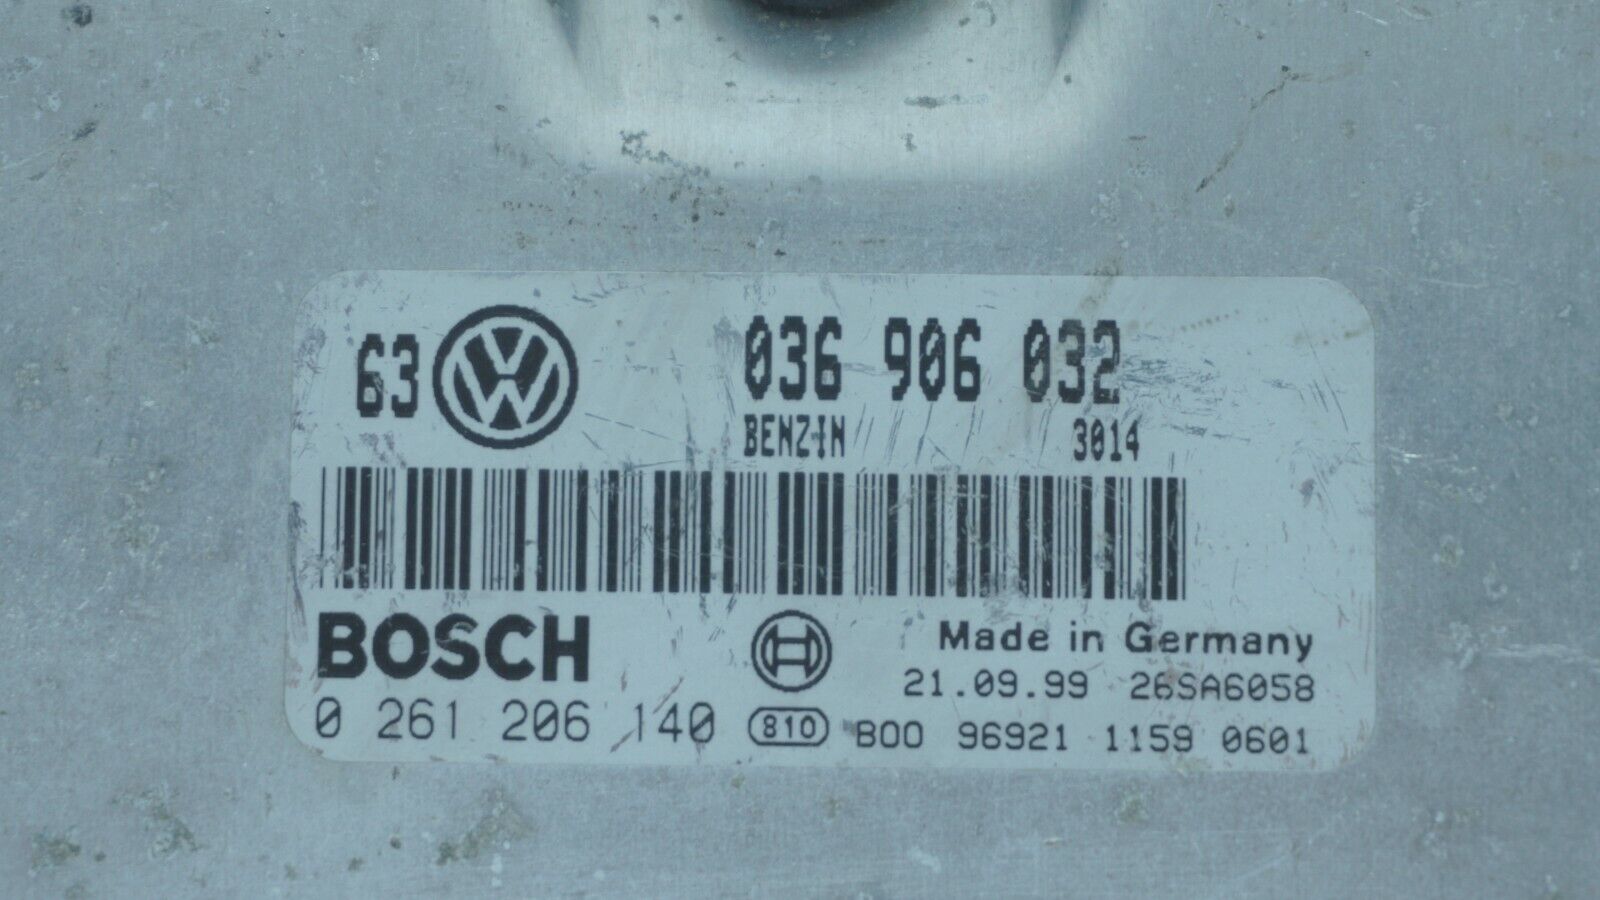 63 VW 036 906 032
BENZIN 3014
BOSCH Made in Germany
21.09.99 26SA6058
0 261 206 140 810 B00 96921 1159 0601